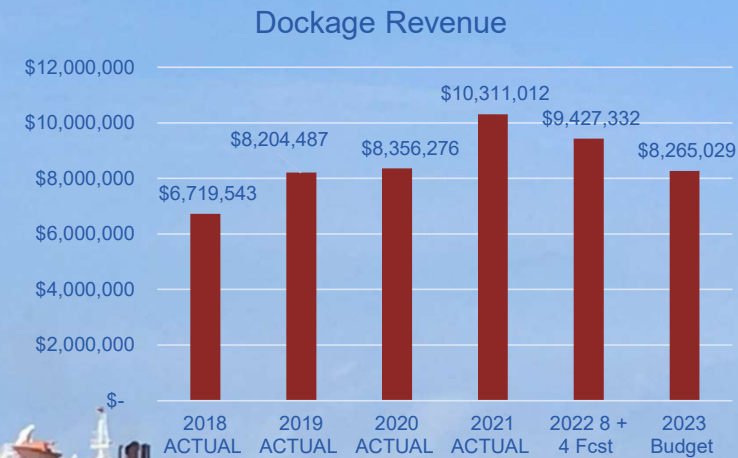 Dockage Revenue
$12,000,000
$10,000,000
$8,000,000
$6,000,000
$4,000,000
$2,000,000
$-
$6,719,543
$8,204,487
$8,356,276
$10,311,012
$9,427,332
$8,265,029
2018
ACTUAL
2019
ACTUAL
2020
ACTUAL
2021
ACTUAL
2022 8 +
4 Fcst
2023
Budget